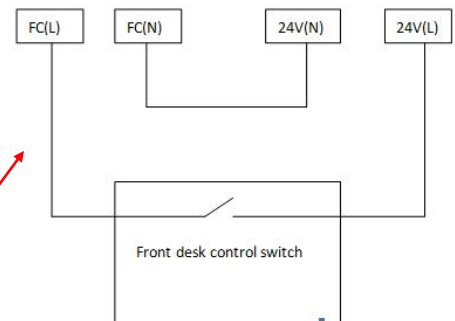 FC(L) FC(N) 24V(N) 24V(L)
Front desk control switch